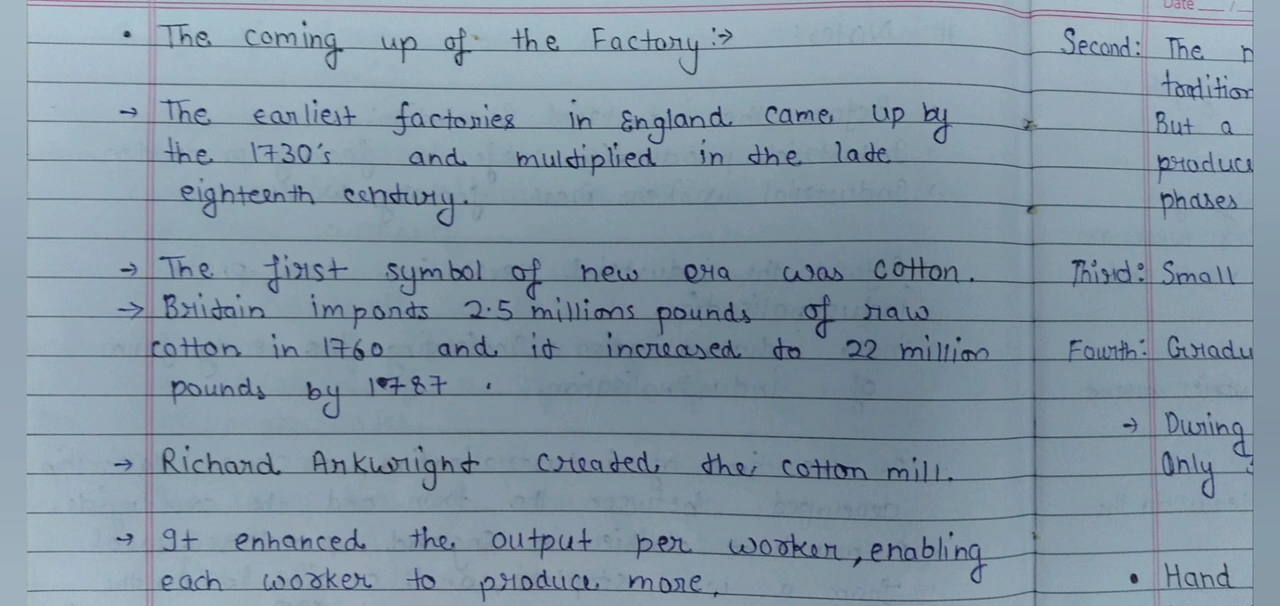 • The coming up of the Factory :→
→ The earliest factories in England came up by
the 1730's and multiplied in the late
eighteenth century.
→ The first symbol of new era was cotton.
→ Britain imports 2.5 millions pounds of raw
cotton in 1760 and it increased to 22 million
pounds by 1787.
→ Richard Arkwright created the cotton mill.
→ It enhanced the output per worker, enabling
each worker to produce more,
Date __/_
Second: The
tradition
But a
produce
phases
Third: Small
Fourth: Gradu
→ During
only
• Hand